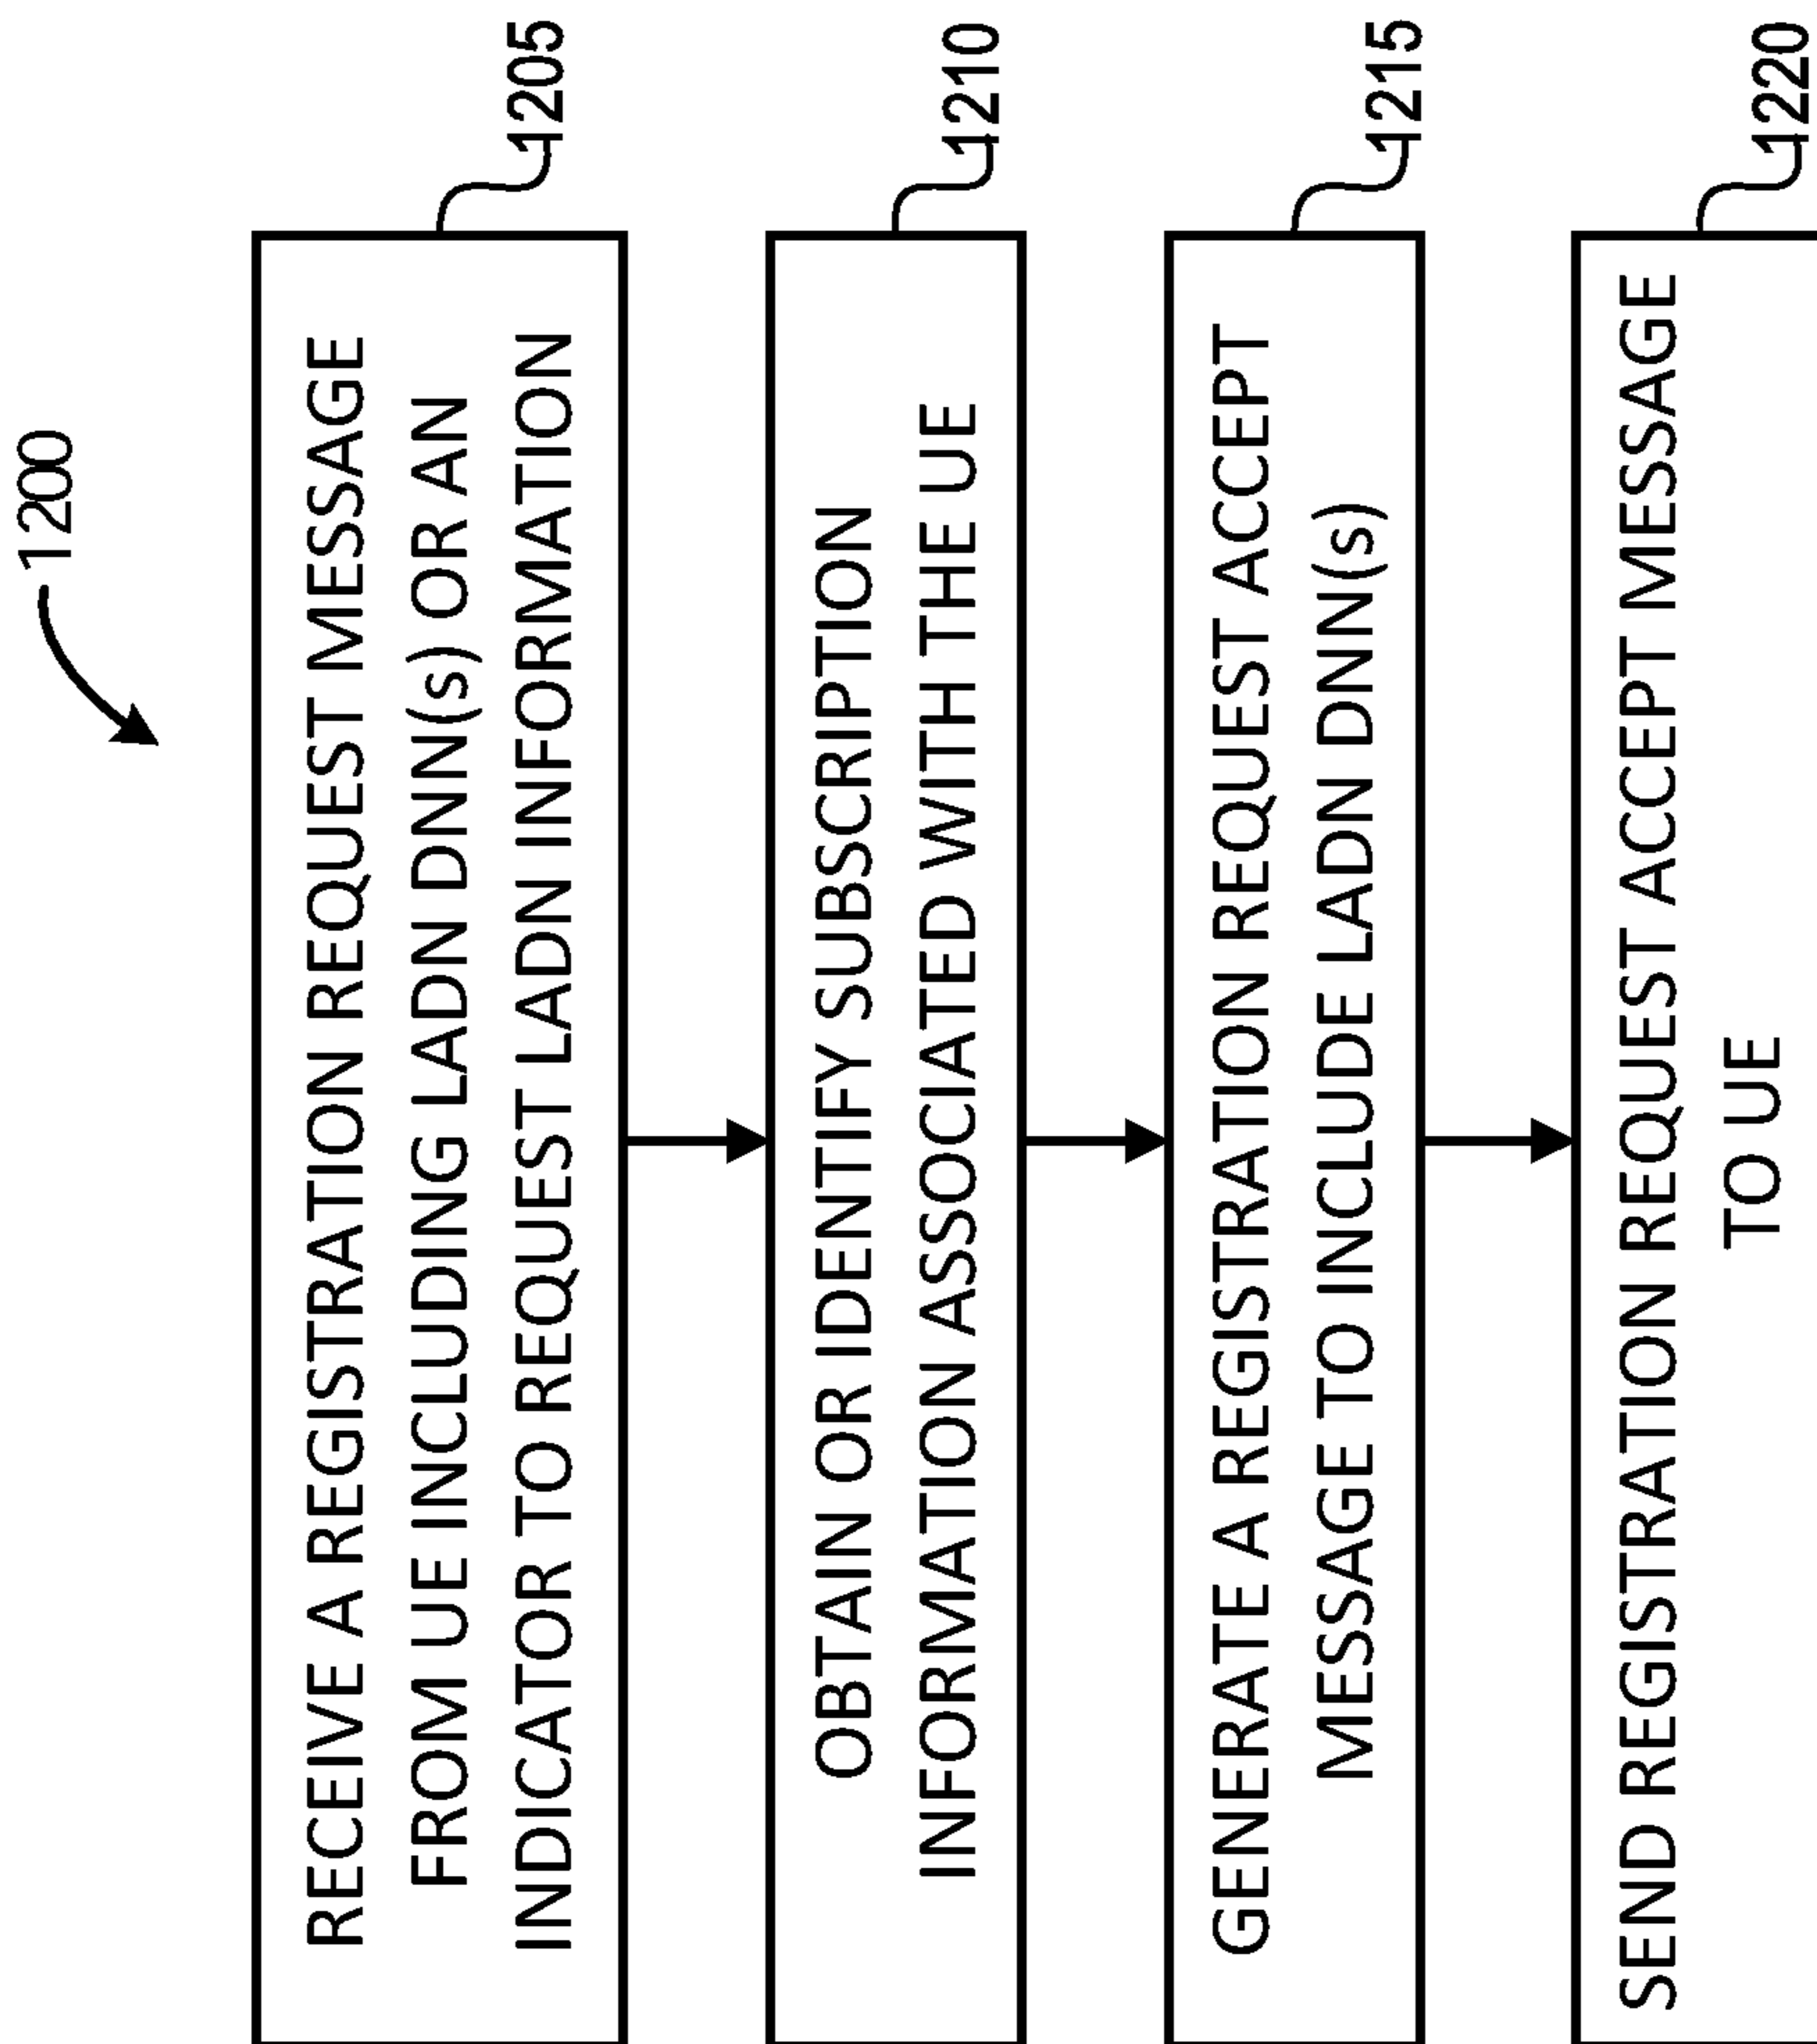 1200
RECEIVE A REGISTRATION REQUEST MESSAGE
FROM UE INCLUDING LADN DNN(s) OR AN
INDICATOR TO REQUEST LADN INFORMATION
1205
OBTAIN OR IDENTIFY SUBSCRIPTION
INFORMATION ASSOCIATED WITH THE UE
1210
GENERATE A REGISTRATION REQUEST ACCEPT
MESSAGE TO INCLUDE LADN DNN(s)
1215
SEND REGISTRATION REQUEST ACCEPT MESSAGE
TO UE
1220